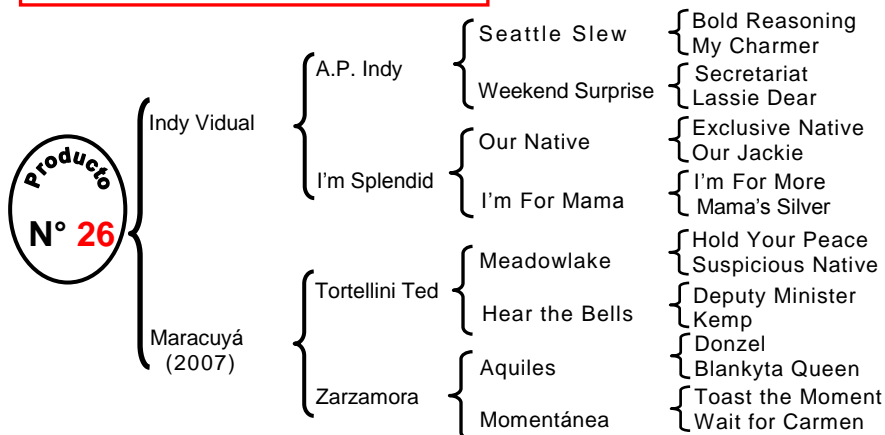 Bold Reasoning
Seattle Slew
My Charmer
A.P. Indy
Secretariat
Weekend Surprise
Lassie Dear
Indy Vidual
Exclusive Native
Our Native
Our Jackie
I'm Splendid
I'm For More
I'm For Mama
Mama's Silver
Producto
N° 26
Hold Your Peace
Meadowlake
Suspicious Native
Tortellini Ted
Deputy Minister
Hear the Bells
Kemp
Maracuyá
(2007)
Donzel
Aquiles
Blankyta Queen
Zarzamora
Toast the Moment
Momentánea
Wait for Carmen